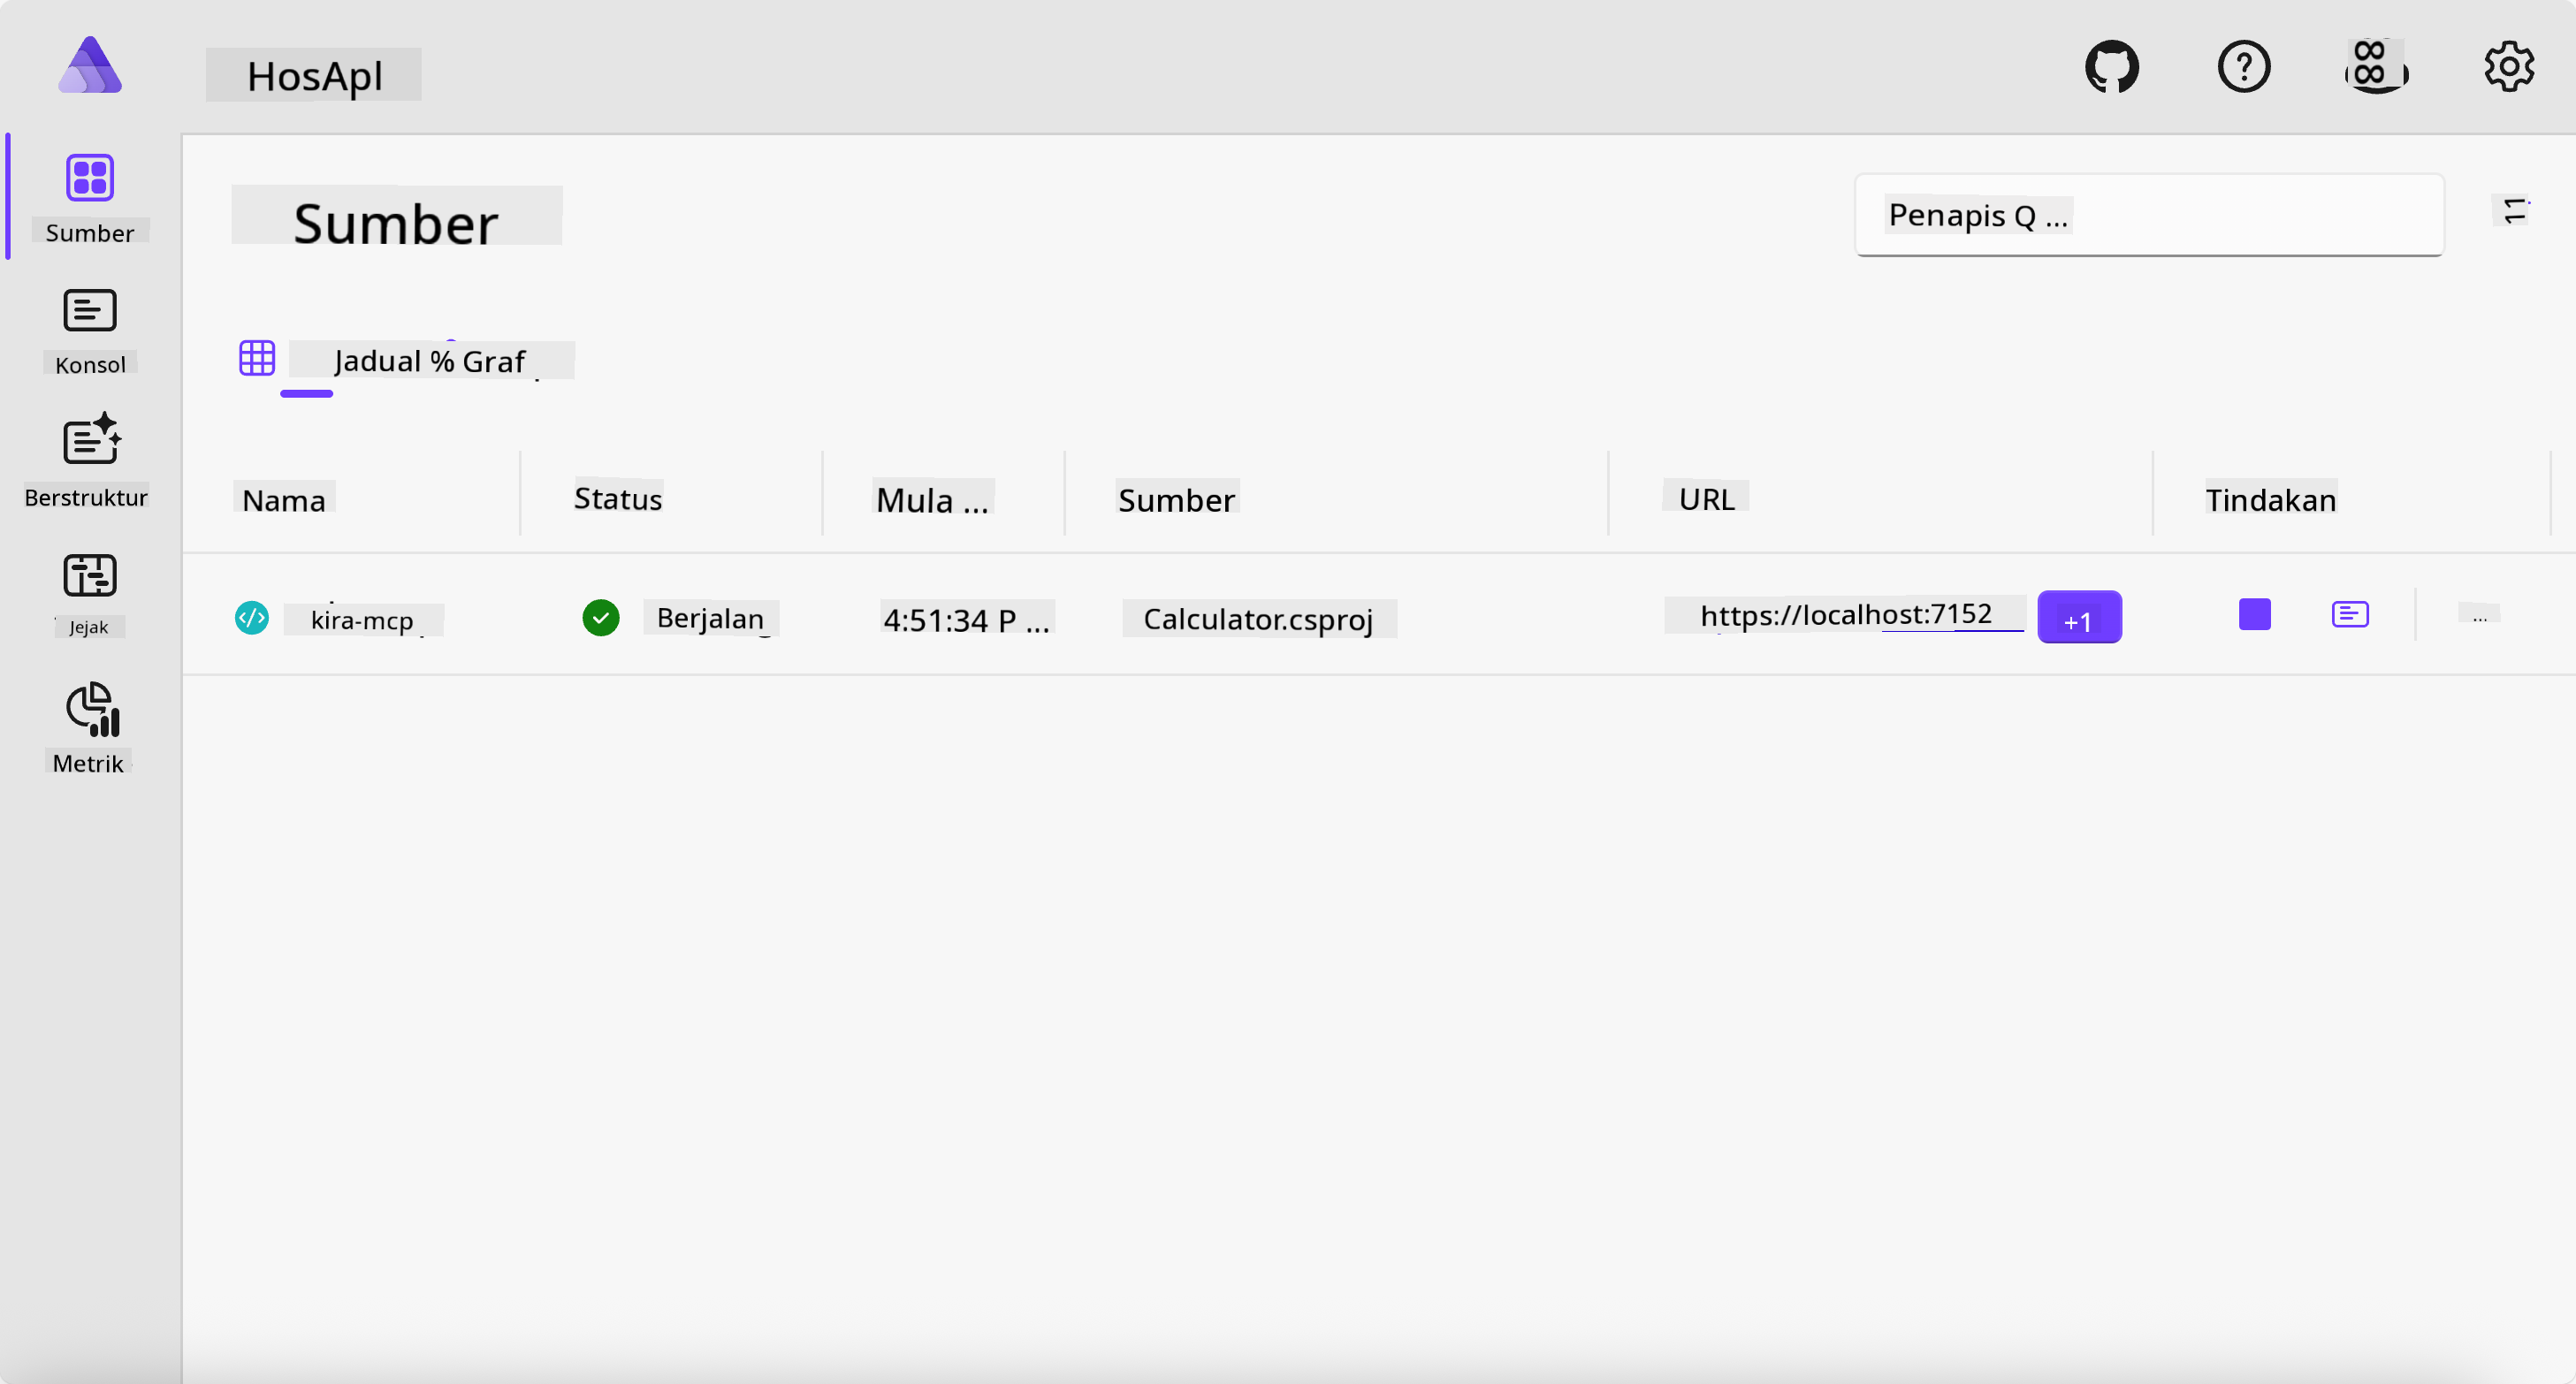 HosApl
Sumber
Konsol
Berstruktur
Jejak
Metrik
Sumber
Penapis Q ...
11
Jadual % Graf
Nama Status Mula ... Sumber URL Tindakan
kira-mcp Berjalan 4:51:34 P ... Calculator.csproj https://localhost:7152 +1 ...